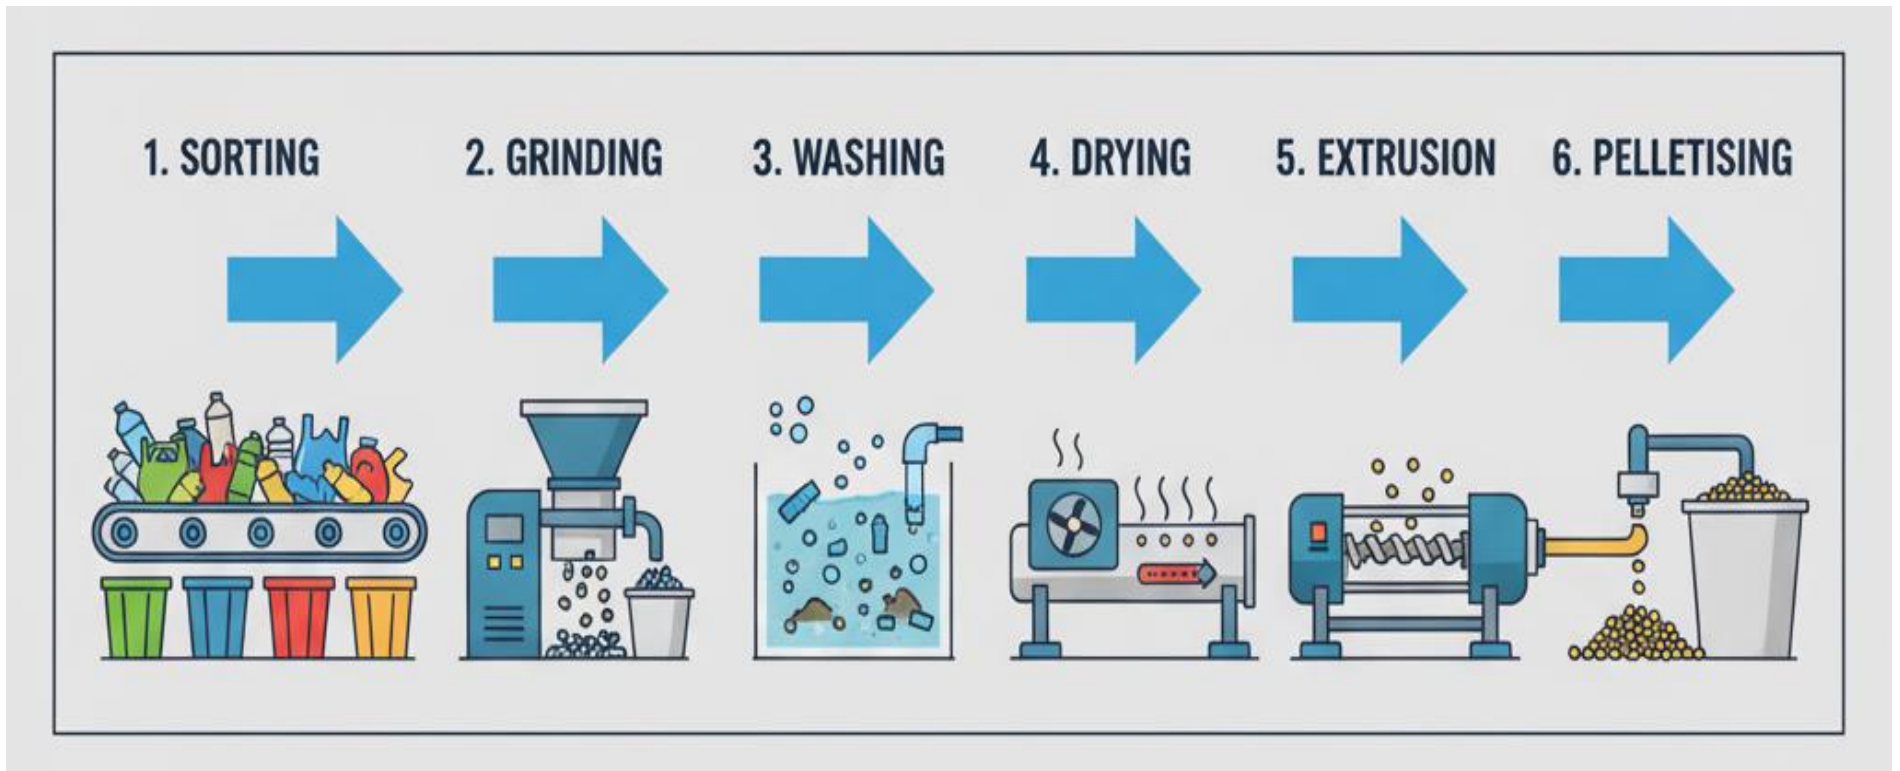 1. SORTING
2. GRINDING
3. WASHING
4. DRYING
5. EXTRUSION
6. PELLETISING